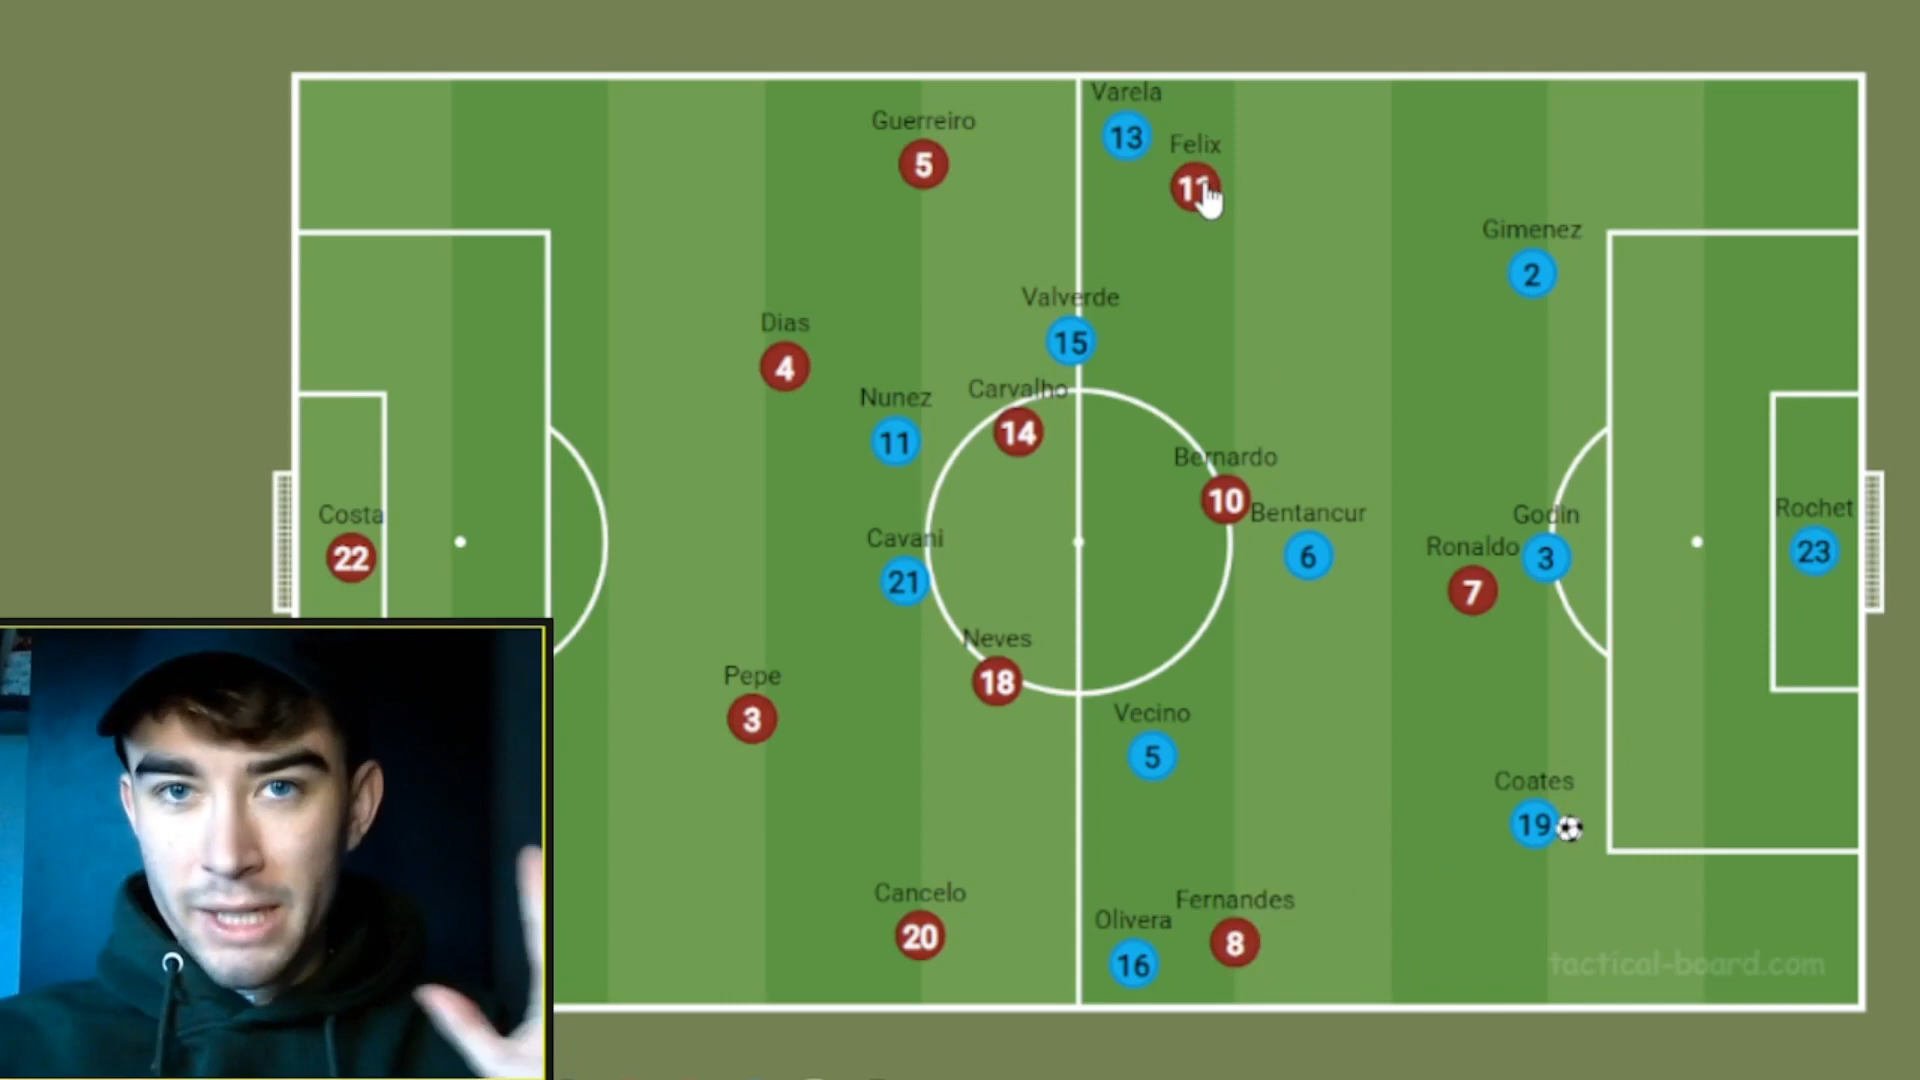 Varela
13
Guerreiro
5
Felix
11
Gimenez
2
Valverde
15
Dias
4
Nunez
11
Carvalho
14
Bernardo
10
Bentancur
6
Costa
22
Cavani
21
Ronaldo
7
Godin
3
Rochet
23
Neves
18
Pepe
3
Vecino
5
Coates
19
Cancelo
20
Olivera
16
Fernandes
8
tactical-board.com